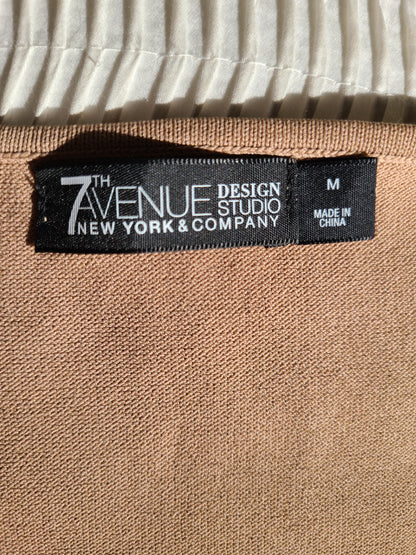 7TH AVENUE DESIGN STUDIO
NEW YORK & COMPANY
M
MADE IN
CHINA